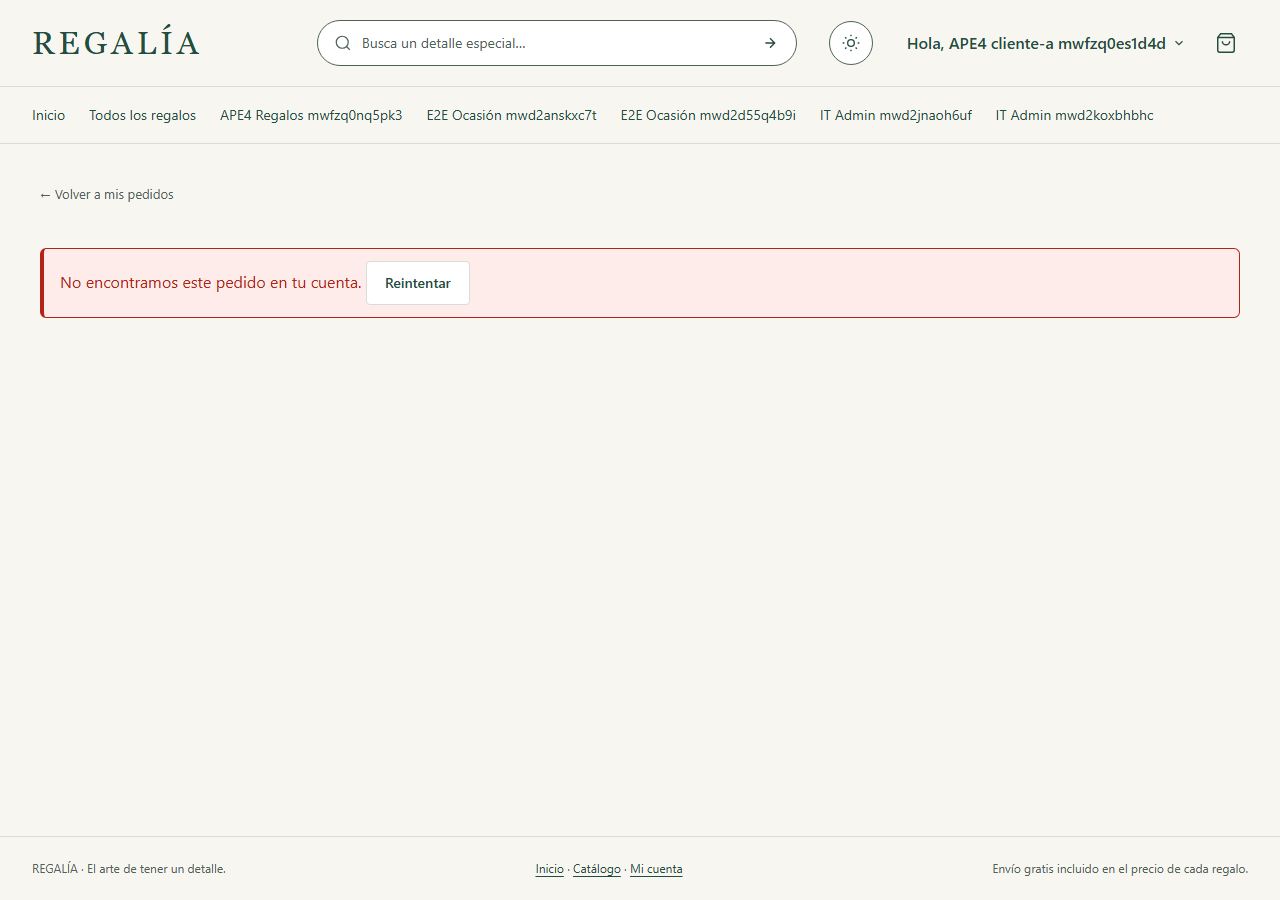 REGALÍA
Busca un detalle especial...
Hola, APE4 cliente-a mwfzq0es1d4d
Inicio Todos los regalos APE4 Regalos mwfzq0nq5pk3 E2E Ocasión mwd2anskxc7t E2E Ocasión mwd2d55q4b9i IT Admin mwd2jnaoh6uf IT Admin mwd2koxbhbhc
← Volver a mis pedidos
No encontramos este pedido en tu cuenta. Reintentar
REGALÍA · El arte de tener un detalle.
Inicio · Catálogo · Mi cuenta
Envío gratis incluido en el precio de cada regalo.